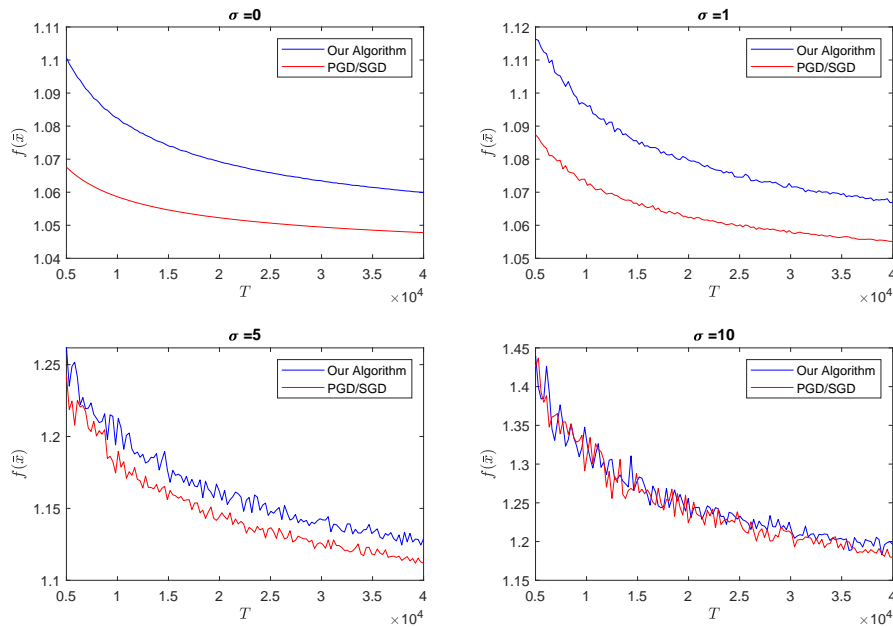 σ =0
1.11
1.1
1.09
1.08
1.07
1.06
1.05
1.04
f(x̄)
0.5 1 1.5 2 2.5 3 3.5 4
T
×10⁴
Our Algorithm
PGD/SGD
σ =1
1.12
1.11
1.1
1.09
1.08
1.07
1.06
1.05
f(x̄)
0.5 1 1.5 2 2.5 3 3.5 4
T
×10⁴
Our Algorithm
PGD/SGD
σ =5
1.25
1.2
1.15
1.1
f(x̄)
0.5 1 1.5 2 2.5 3 3.5 4
T
×10⁴
Our Algorithm
PGD/SGD
σ =10
1.45
1.4
1.35
1.3
1.25
1.2
1.15
f(x̄)
0.5 1 1.5 2 2.5 3 3.5 4
T
×10⁴
Our Algorithm
PGD/SGD